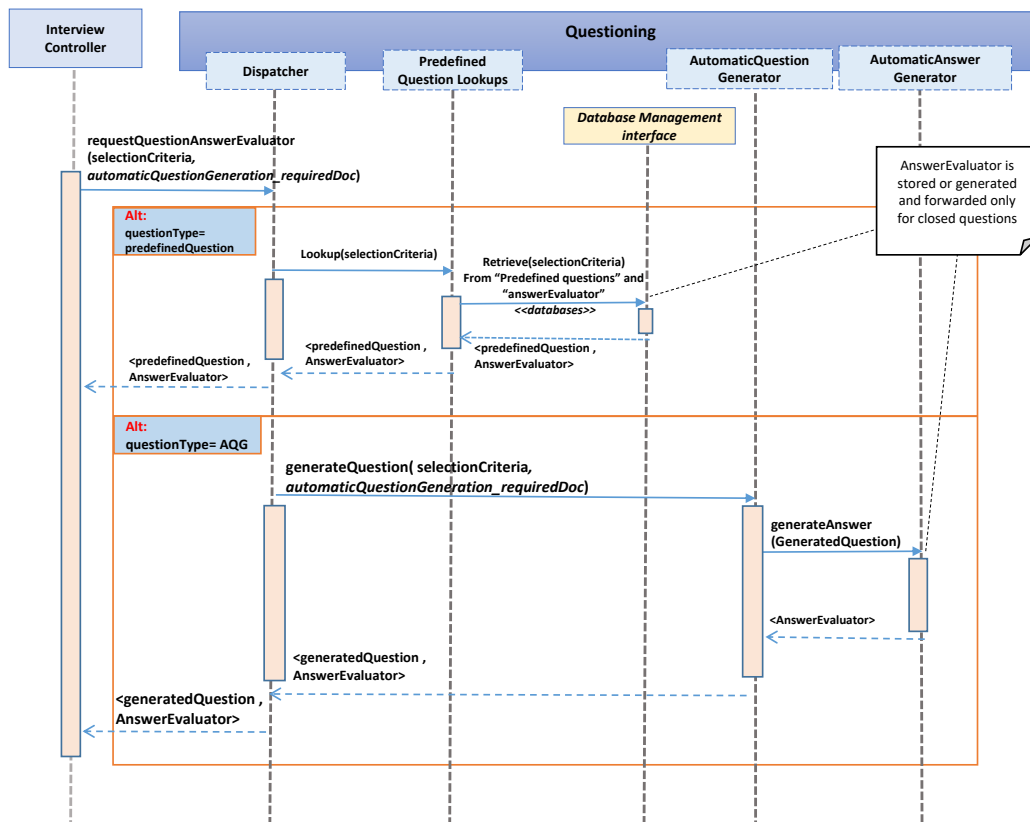 Interview
Controller
Questioning
Dispatcher
Predefined
Question Lookups
AutomaticQuestion
Generator
AutomaticAnswer
Generator
Database Management
interface
requestQuestionAnswerEvaluator
(selectionCriteria,
automaticQuestionGeneration_requiredDoc)
AnswerEvaluator is
stored or generated
and forwarded only
for closed questions
Alt:
questionType=
predefinedQuestion
Lookup(selectionCriteria)
Retrieve(selectionCriteria)
From “Predefined questions” and
“answerEvaluator”
<<databases>>
<predefinedQuestion ,
AnswerEvaluator>
<predefinedQuestion ,
AnswerEvaluator>
<predefinedQuestion ,
AnswerEvaluator>
Alt:
questionType= AQG
generateQuestion( selectionCriteria,
automaticQuestionGeneration_requiredDoc)
generateAnswer
(GeneratedQuestion)
<AnswerEvaluator>
<generatedQuestion ,
AnswerEvaluator>
<generatedQuestion ,
AnswerEvaluator>